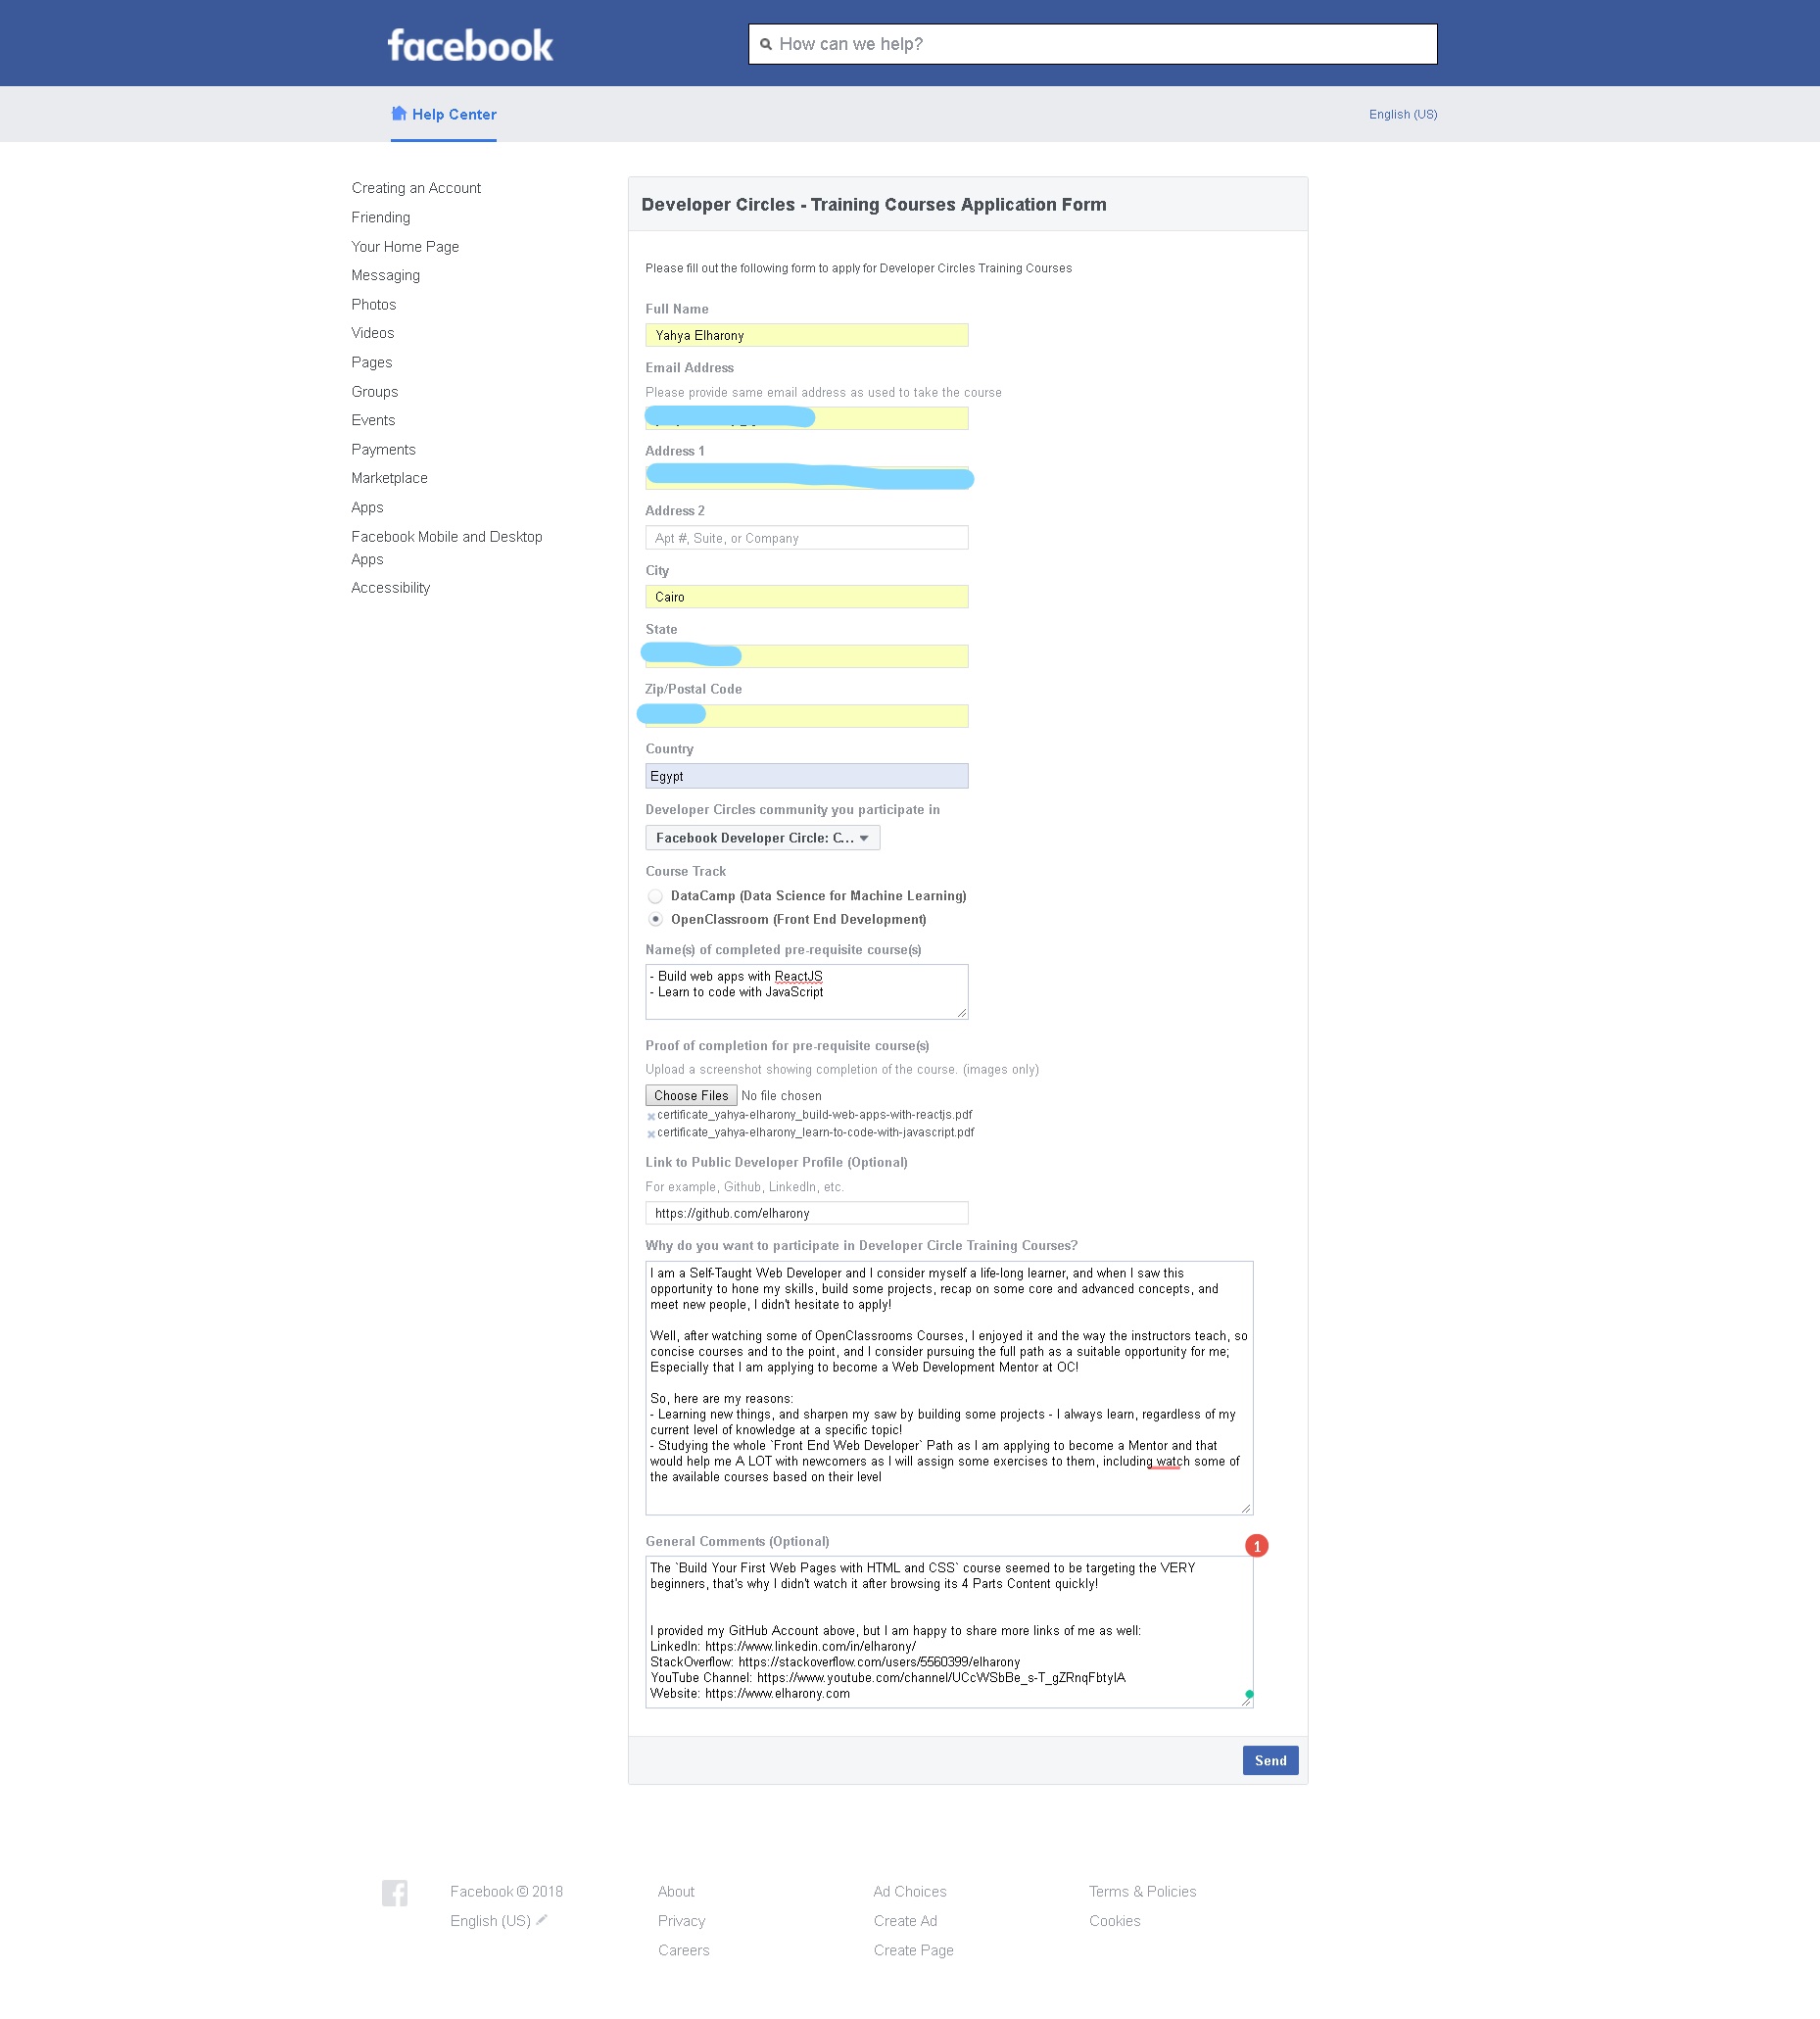 facebook
How can we help?
Help Center
English (US)
Creating an Account
Friending
Your Home Page
Messaging
Photos
Videos
Pages
Groups
Events
Payments
Marketplace
Apps
Facebook Mobile and Desktop
Apps
Accessibility
Developer Circles - Training Courses Application Form
Please fill out the following form to apply for Developer Circles Training Courses
Full Name
Yahya Elharony
Email Address
Please provide same email address as used to take the course
Address 1
Address 2
Apt #, Suite, or Company
City
Cairo
State
Zip/Postal Code
Country
Egypt
Developer Circles community you participate in
Facebook Developer Circle: C...
Course Track
DataCamp (Data Science for Machine Learning)
OpenClassroom (Front End Development)
Name(s) of completed pre-requisite course(s)
- Build web apps with ReactJS
- Learn to code with JavaScript
Proof of completion for pre-requisite course(s)
Upload a screenshot showing completion of the course. (images only)
Choose Files No file chosen
certificate_yahya-elharony_build-web-apps-with-reactjs.pdf
certificate_yahya-elharony_learn-to-code-with-javascript.pdf
Link to Public Developer Profile (Optional)
For example, Github, LinkedIn, etc.
https://github.com/elharony
Why do you want to participate in Developer Circle Training Courses?
I am a Self-Taught Web Developer and I consider myself a life-long learner, and when I saw this
opportunity to hone my skills, build some projects, recap on some core and advanced concepts, and
meet new people, I didn't hesitate to apply!
Well, after watching some of OpenClassrooms Courses, I enjoyed it and the way the instructors teach, so
concise courses and to the point, and I consider pursuing the full path as a suitable opportunity for me;
Especially that I am applying to become a Web Development Mentor at OC!
So, here are my reasons:
- Learning new things, and sharpen my saw by building some projects - I always learn, regardless of my
current level of knowledge at a specific topic!
- Studying the whole `Front End Web Developer` Path as I am applying to become a Mentor and that
would help me A LOT with newcomers as I will assign some exercises to them, including watch some of
the available courses based on their level
General Comments (Optional)
1
The `Build Your First Web Pages with HTML and CSS` course seemed to be targeting the VERY
beginners, that's why I didn't watch it after browsing its 4 Parts Content quickly!
I provided my GitHub Account above, but I am happy to share more links of me as well:
LinkedIn: https://www.linkedin.com/in/elharony/
StackOverflow: https://stackoverflow.com/users/5560399/elharony
YouTube Channel: https://www.youtube.com/channel/UCcWSbBe_s-T_gZRnqFbtyIA
Website: https://www.elharony.com
Send
Facebook © 2018
English (US)
About
Privacy
Careers
Ad Choices
Create Ad
Create Page
Terms & Policies
Cookies